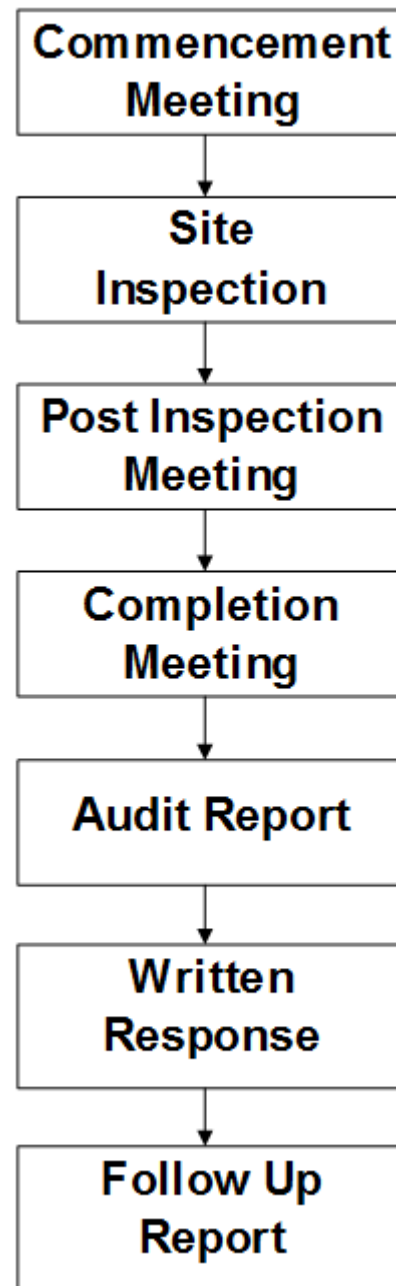 Commencement
Meeting
Site
Inspection
Post Inspection
Meeting
Completion
Meeting
Audit Report
Written
Response
Follow Up
Report